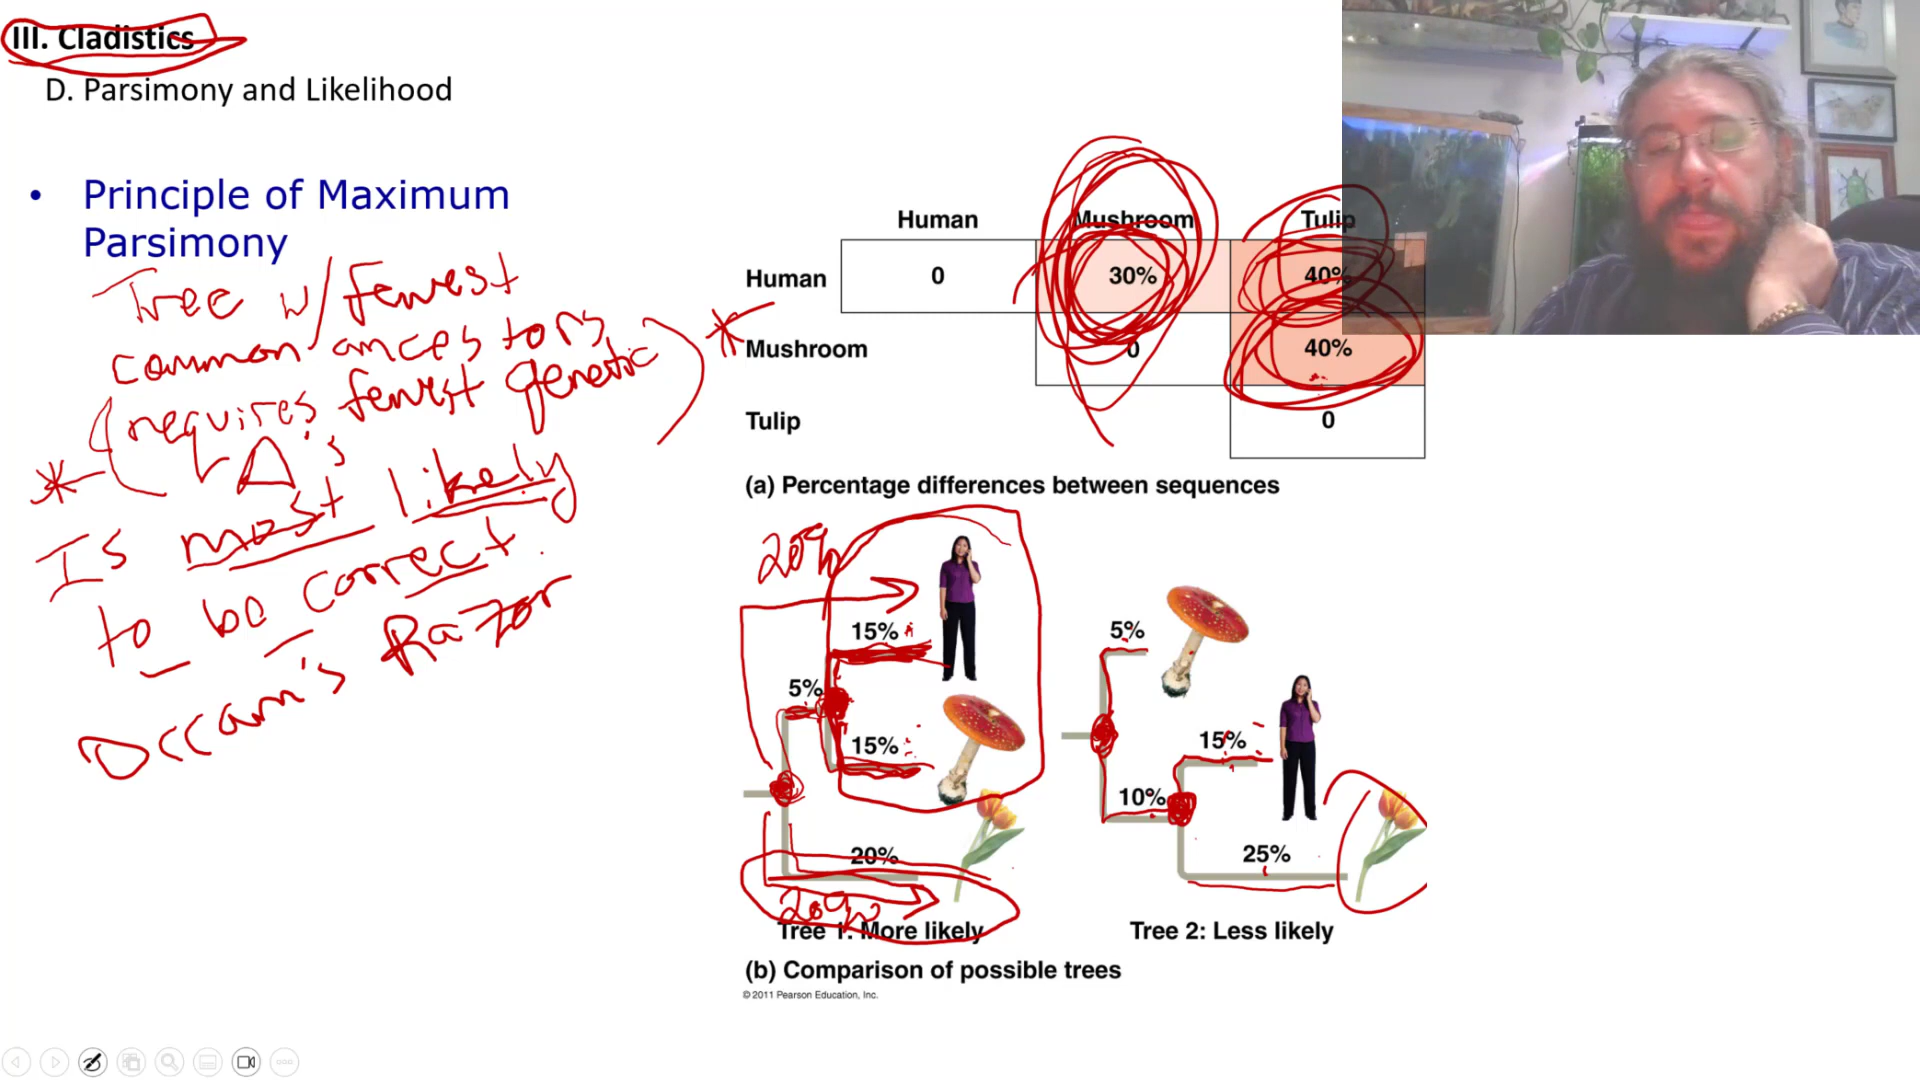 III. Cladistics
D. Parsimony and Likelihood
• Principle of Maximum
Parsimony
Tree w/ fewest
common ancestors
(requires fewest genetic
Δ's)
Is most likely
to be correct.
Occam's Razor
Human Mushroom Tulip
Human 0 30% 40%
Mushroom 0 40%
Tulip 0
(a) Percentage differences between sequences
20%
15%
5%
15%
20%
20%
Tree 1: More likely
5%
15%
10%
25%
Tree 2: Less likely
(b) Comparison of possible trees
© 2011 Pearson Education, Inc.